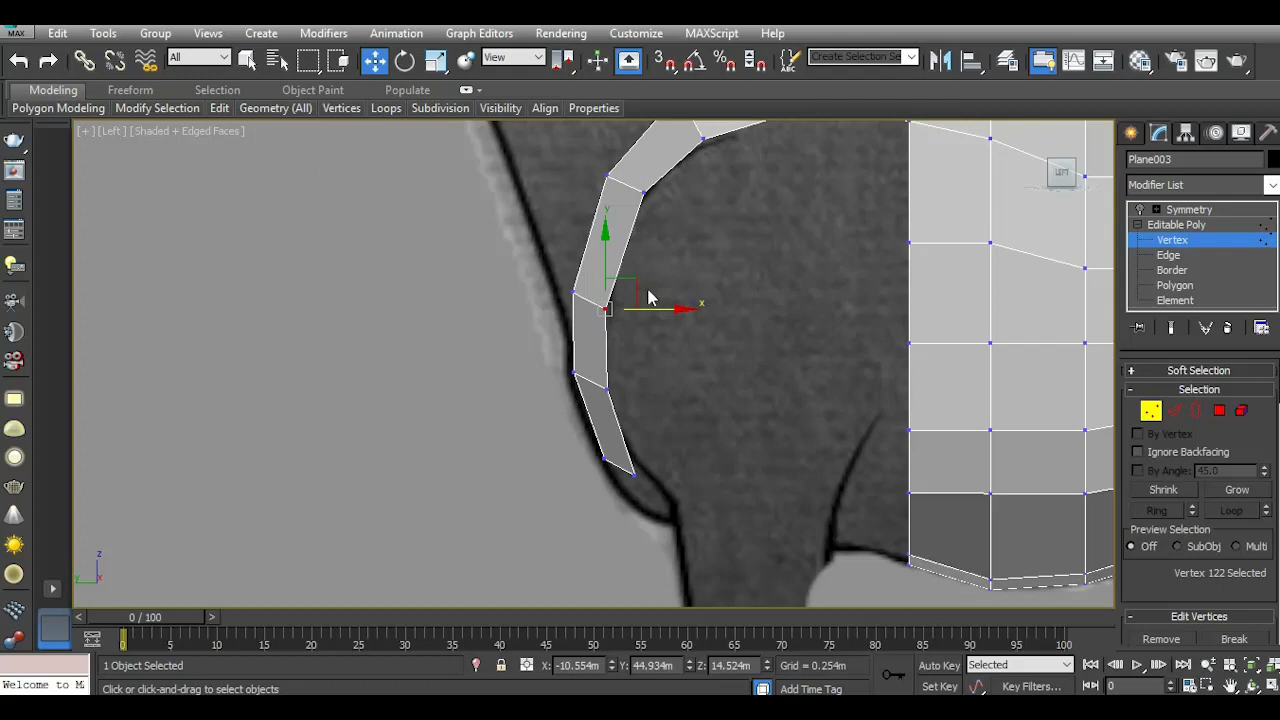 MAX
Edit Tools Group Views Create Modifiers Animation Graph Editors Rendering Customize MAXScript Help
All View 3 Create Selection Se
Modeling Freeform Selection Object Paint Populate
Polygon Modeling Modify Selection Edit Geometry (All) Vertices Loops Subdivision Visibility Align Properties
[+] [Left] [Shaded + Edged Faces]
LEFT
y
x
z
y x
Plane003
Modifier List
Symmetry
Editable Poly
Vertex
Edge
Border
Polygon
Element
+ Soft Selection
- Selection
By Vertex
Ignore Backfacing
By Angle: 45.0
Shrink Grow
Ring Loop
Preview Selection
Off SubObj Multi
Vertex 122 Selected
- Edit Vertices
Remove Break
< 0 / 100 >
0 5 10 15 20 25 30 35 40 45 50 55 60 65 70 75 80 85 90 95 100
1 Object Selected X: -10.554m Y: 44.934m Z: 14.524m Grid = 0.254m Auto Key Selected
Welcome to M Click or click-and-drag to select objects Add Time Tag Set Key Key Filters... 0